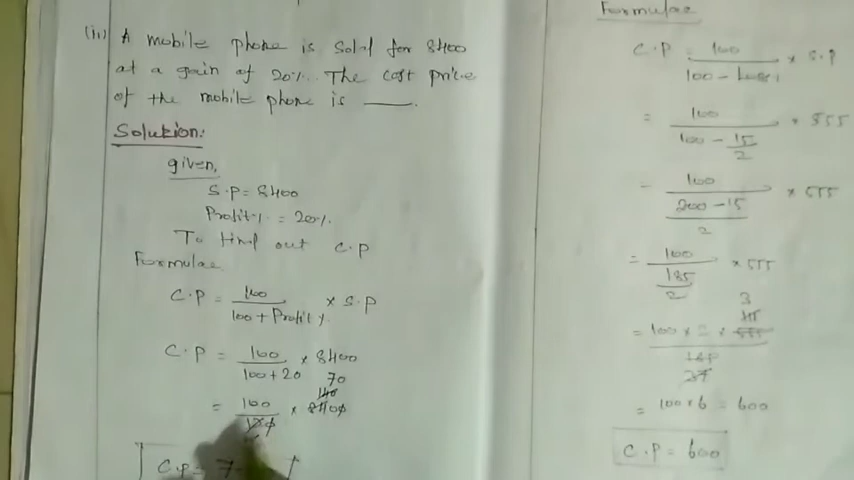 (ii) A mobile phone is Sold for 8400
at a gain of 20%. The cost price
of the mobile phone is ____.
Solution:
given,
S.P = 8400
Profit% = 20%
To find out C.P
Formulae
C.P = 100 / 100 + Profit% × S.P
C.P = 100 / 100 + 20 × 8400
70
140
= 100 / 120 × 8400
C.P = 7
Formulae
C.P = 100 / 100 - Loss% × S.P
= 100 / 100 - 15/2 × 555
= 100 / 200 - 15 / 2 × 555
= 100 / 185 / 2 × 555
3
= 100 × 2 × 555 /
37
= 100 × 6 = 600
C.P = 600